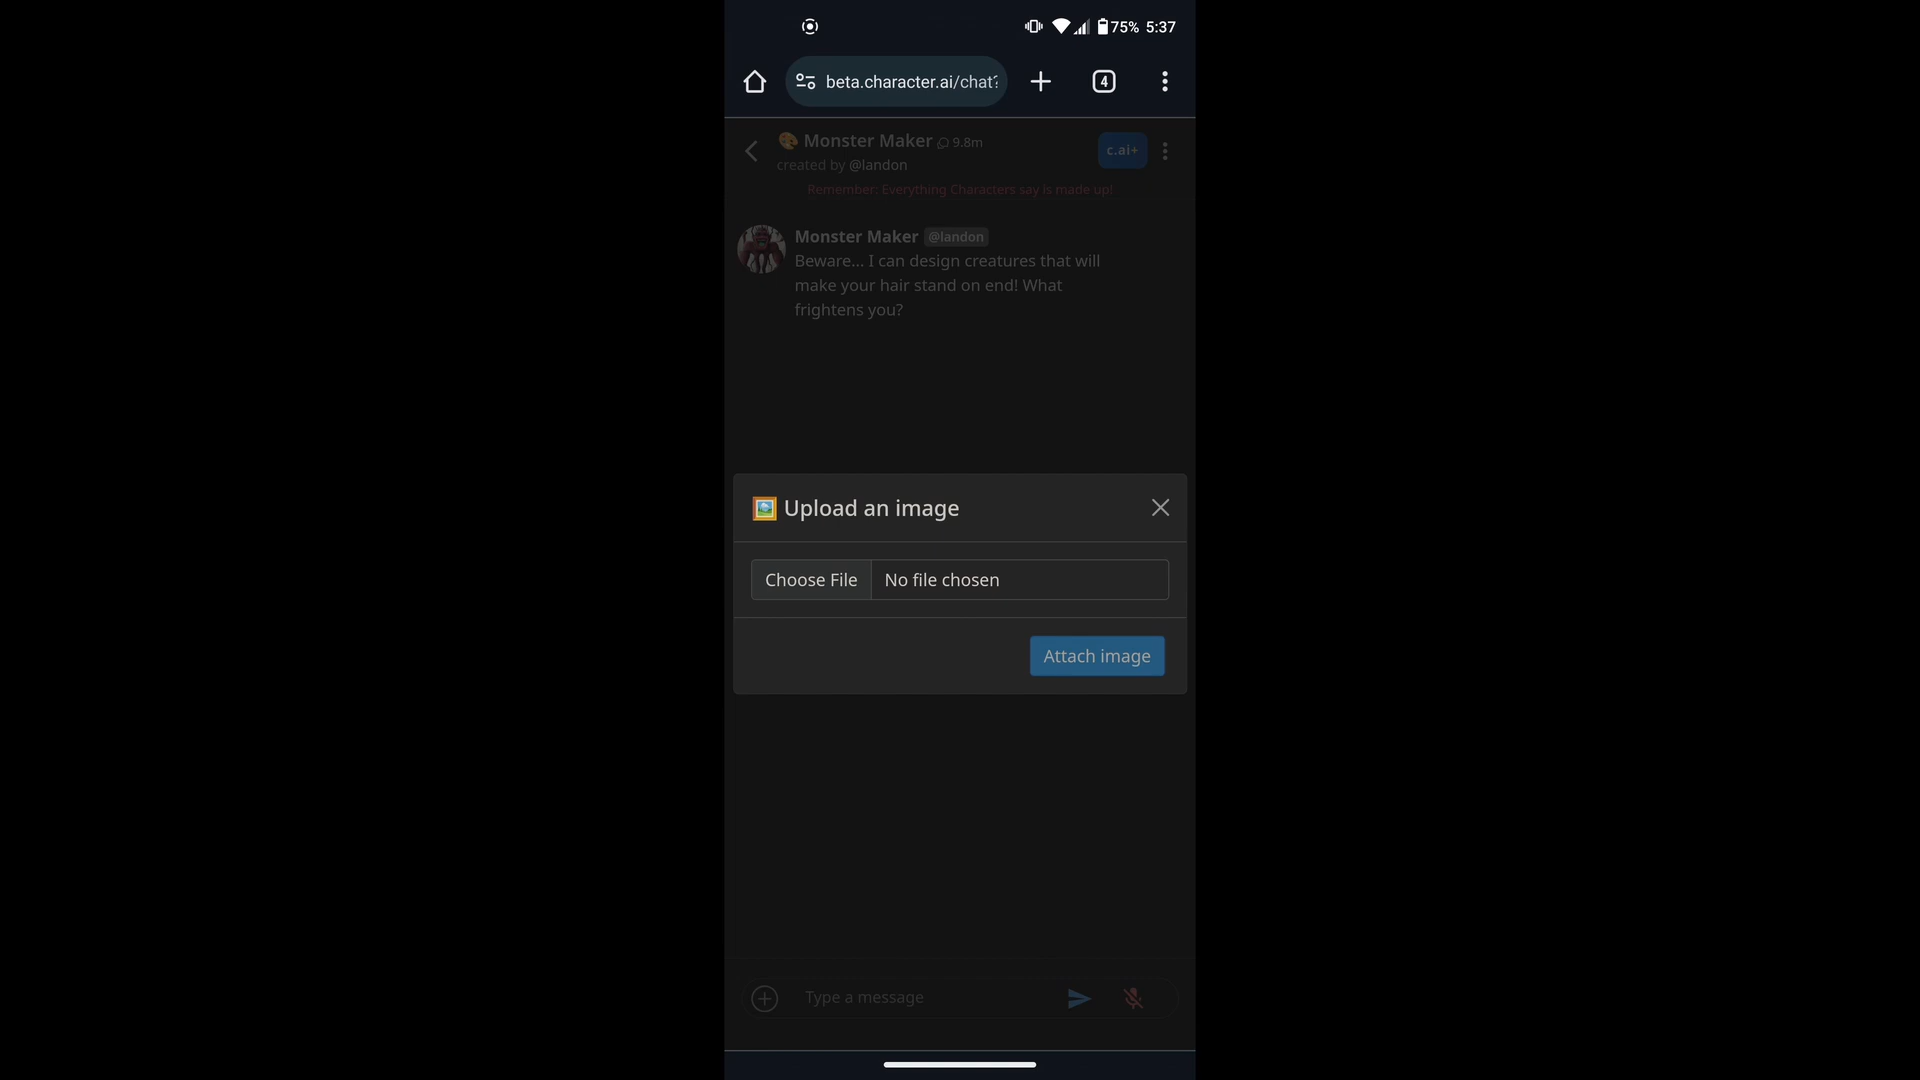 75% 5:37
beta.character.ai/chat?
4
Monster Maker 9.8m
c.ai+
created by @landon
Remember: Everything Characters say is made up!
Monster Maker @landon
Beware... I can design creatures that will
make your hair stand on end! What
frightens you?
Upload an image
Choose File No file chosen
Attach image
Type a message